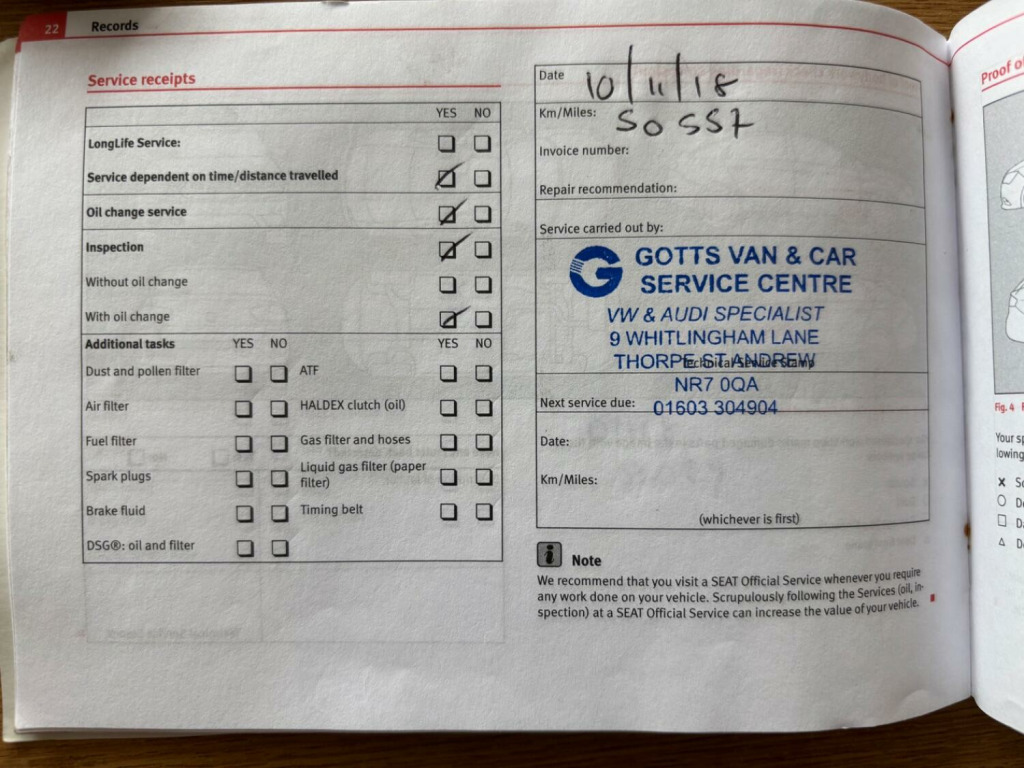 22 Records
Service receipts
YES NO
LongLife Service:
Service dependent on time/distance travelled
Oil change service
Inspection
Without oil change
With oil change
Additional tasks YES NO YES NO
Dust and pollen filter ATF
Air filter HALDEX clutch (oil)
Fuel filter Gas filter and hoses
Spark plugs Liquid gas filter (paper
filter)
Brake fluid Timing belt
DSG®: oil and filter
Date 10/11/18
Km/Miles: 50 557
Invoice number:
Repair recommendation:
Service carried out by:
G GOTTS VAN & CAR
SERVICE CENTRE
VW & AUDI SPECIALIST
9 WHITLINGHAM LANE
THORPE ST ANDREW
Technical Service Stamp
NR7 0QA
Next service due: 01603 304904
Date:
Km/Miles:
(whichever is first)
i Note
We recommend that you visit a SEAT Official Service whenever you require
any work done on your vehicle. Scrupulously following the Services (oil, in-
spection) at a SEAT Official Service can increase the value of your vehicle.
Proof o
Fig. 4
Your sp
lowing